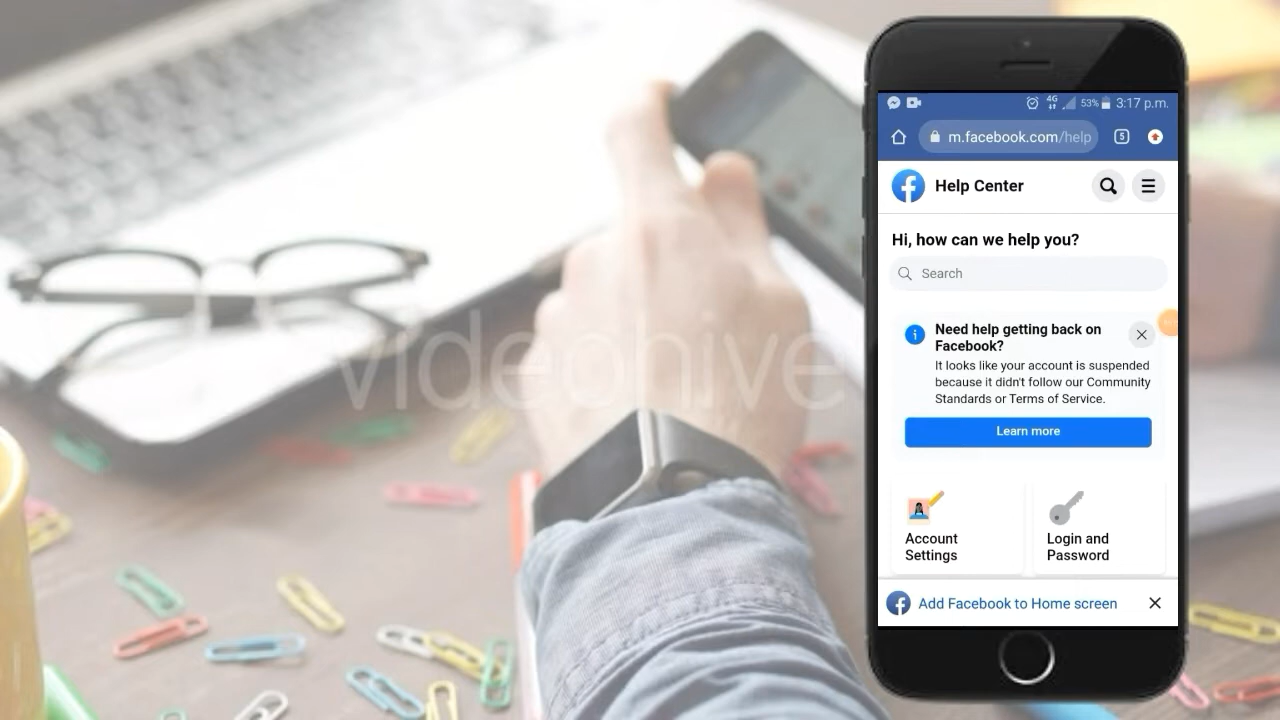 videohive
4G
53%
3:17 p.m.
m.facebook.com/help
5
Help Center
Hi, how can we help you?
Search
Need help getting back on
Facebook?
It looks like your account is suspended
because it didn't follow our Community
Standards or Terms of Service.
Learn more
Account
Settings
Login and
Password
Add Facebook to Home screen